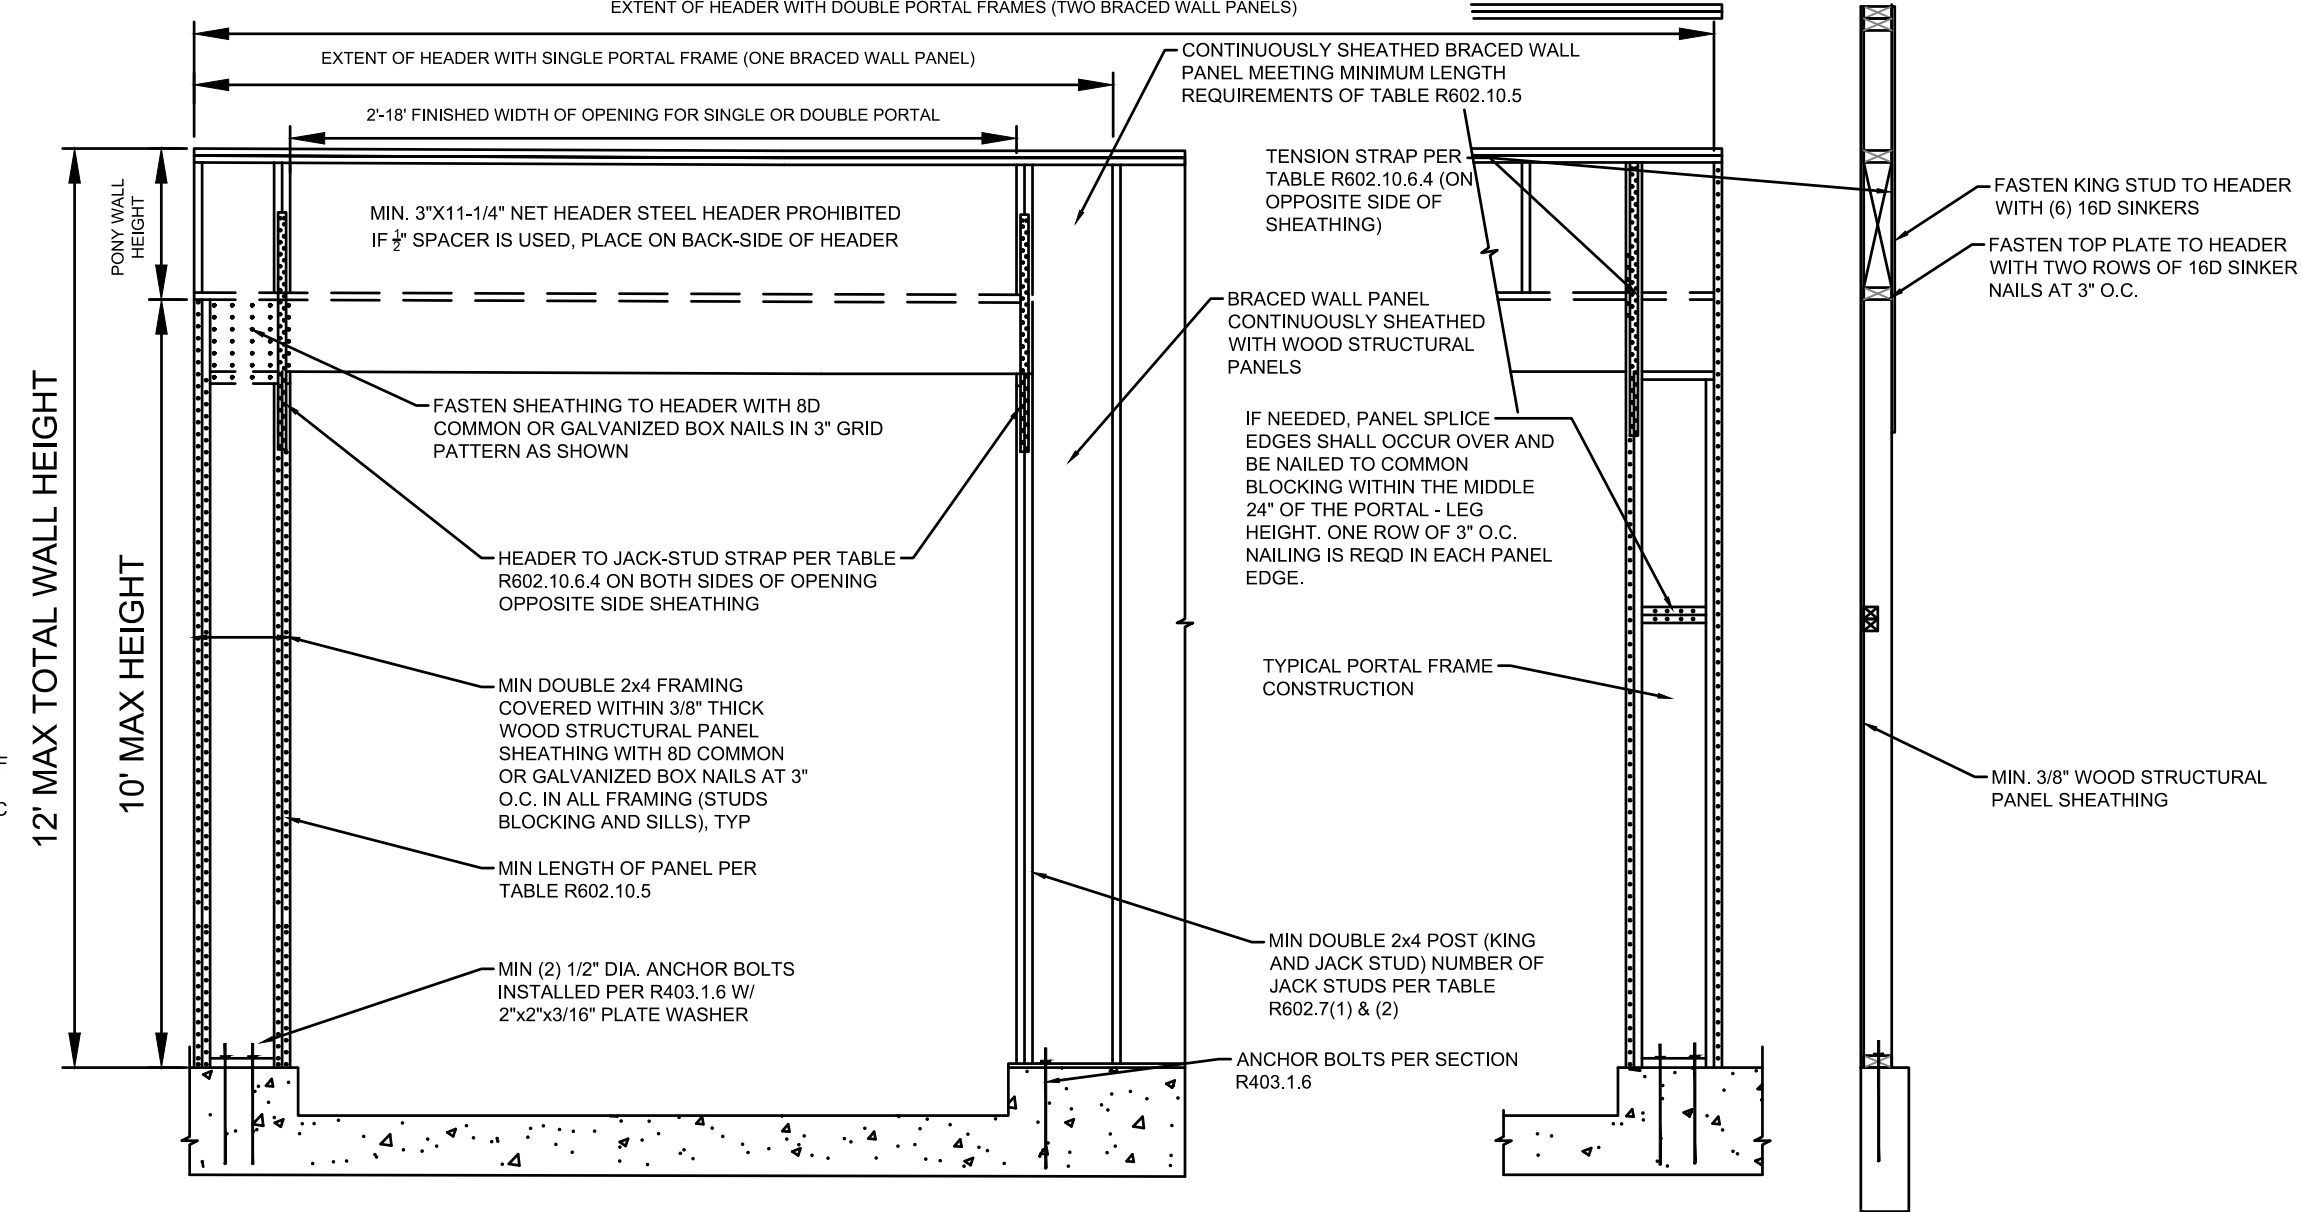 EXTENT OF HEADER WITH DOUBLE PORTAL FRAMES (TWO BRACED WALL PANELS)
EXTENT OF HEADER WITH SINGLE PORTAL FRAME (ONE BRACED WALL PANEL)
2'-18' FINISHED WIDTH OF OPENING FOR SINGLE OR DOUBLE PORTAL
12' MAX TOTAL WALL HEIGHT
PONY WALL
HEIGHT
10' MAX HEIGHT
MIN. 3"X11-1/4" NET HEADER STEEL HEADER PROHIBITED
IF 1/2" SPACER IS USED, PLACE ON BACK-SIDE OF HEADER
FASTEN SHEATHING TO HEADER WITH 8D
COMMON OR GALVANIZED BOX NAILS IN 3" GRID
PATTERN AS SHOWN
HEADER TO JACK-STUD STRAP PER TABLE
R602.10.6.4 ON BOTH SIDES OF OPENING
OPPOSITE SIDE SHEATHING
MIN DOUBLE 2x4 FRAMING
COVERED WITHIN 3/8" THICK
WOOD STRUCTURAL PANEL
SHEATHING WITH 8D COMMON
OR GALVANIZED BOX NAILS AT 3"
O.C. IN ALL FRAMING (STUDS
BLOCKING AND SILLS), TYP
MIN LENGTH OF PANEL PER
TABLE R602.10.5
MIN (2) 1/2" DIA. ANCHOR BOLTS
INSTALLED PER R403.1.6 W/
2"x2"x3/16" PLATE WASHER
CONTINUOUSLY SHEATHED BRACED WALL
PANEL MEETING MINIMUM LENGTH
REQUIREMENTS OF TABLE R602.10.5
TENSION STRAP PER
TABLE R602.10.6.4 (ON
OPPOSITE SIDE OF
SHEATHING)
BRACED WALL PANEL
CONTINUOUSLY SHEATHED
WITH WOOD STRUCTURAL
PANELS
IF NEEDED, PANEL SPLICE
EDGES SHALL OCCUR OVER AND
BE NAILED TO COMMON
BLOCKING WITHIN THE MIDDLE
24" OF THE PORTAL - LEG
HEIGHT. ONE ROW OF 3" O.C.
NAILING IS REQD IN EACH PANEL
EDGE.
TYPICAL PORTAL FRAME
CONSTRUCTION
MIN DOUBLE 2x4 POST (KING
AND JACK STUD) NUMBER OF
JACK STUDS PER TABLE
R602.7(1) & (2)
ANCHOR BOLTS PER SECTION
R403.1.6
FASTEN KING STUD TO HEADER
WITH (6) 16D SINKERS
FASTEN TOP PLATE TO HEADER
WITH TWO ROWS OF 16D SINKER
NAILS AT 3" O.C.
MIN. 3/8" WOOD STRUCTURAL
PANEL SHEATHING